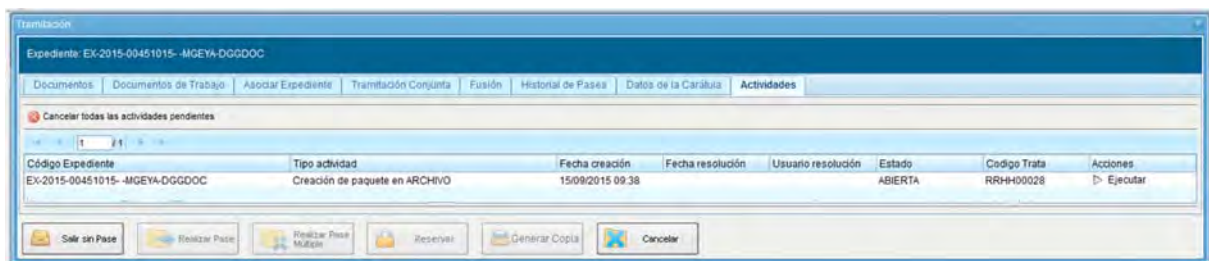 Tramitación
Expediente: EX-2015-00451015- -MGEYA-DGGDOC
Documentos Documentos de Trabajo Asociar Expediente Tramitación Conjunta Fusión Historial de Pases Datos de la Carátula Actividades
Cancelar todas las actividades pendientes
1 / 1
Código Expediente Tipo actividad Fecha creación Fecha resolución Usuario resolución Estado Codigo Trata Acciones
EX-2015-00451015- -MGEYA-DGGDOC Creación de paquete en ARCHIVO 15/09/2015 09:38 ABIERTA RRHH00028 Ejecutar
Salir sin Pase Realizar Pase Realizar Pase Múltiple Reservar Generar Copia Cancelar